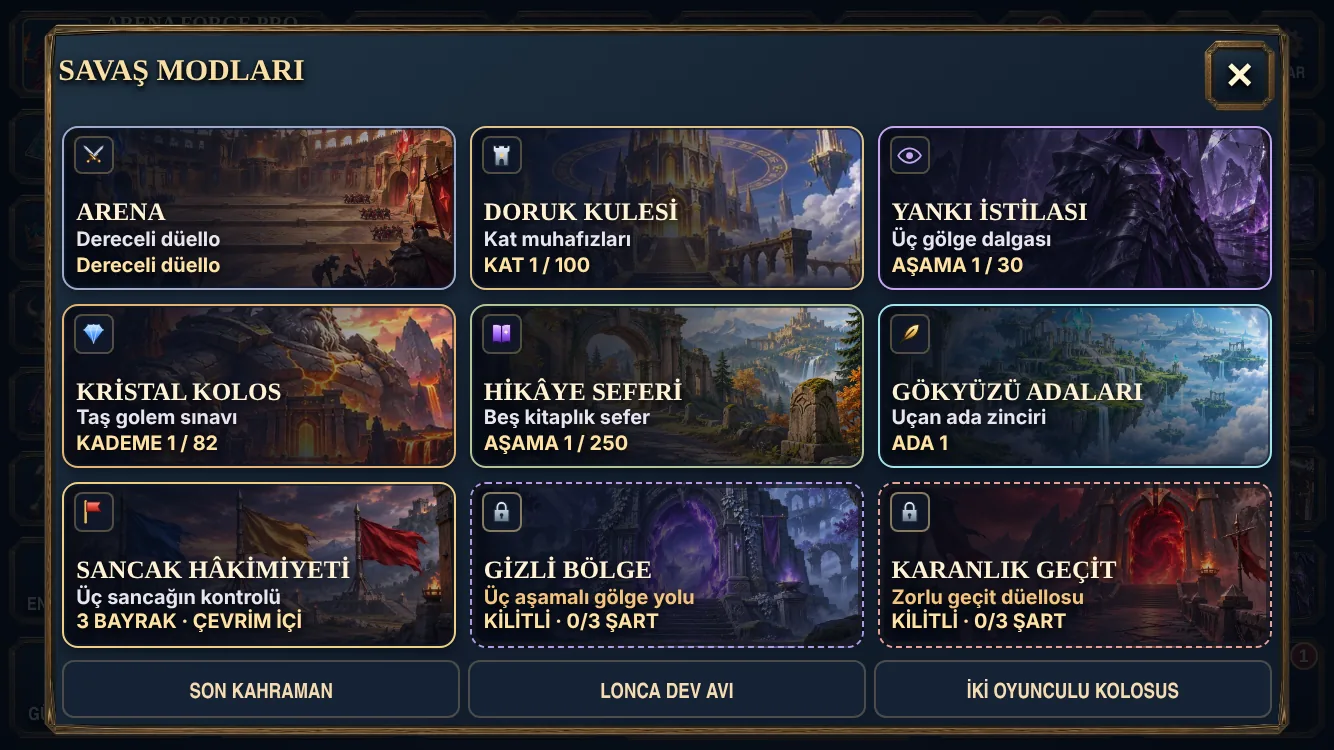 ARENA FORGE PRO
SAVAŞ MODLARI
ARENA
Dereceli düello
Dereceli düello
DORUK KULESİ
Kat muhafızları
KAT 1 / 100
YANKI İSTİLASI
Üç gölge dalgası
AŞAMA 1 / 30
KRİSTAL KOLOS
Taş golem sınavı
KADEME 1 / 82
HİKÂYE SEFERİ
Beş kitaplık sefer
AŞAMA 1 / 250
GÖKYÜZÜ ADALARI
Uçan ada zinciri
ADA 1
SANCAK HÂKİMİYETİ
Üç sancağın kontrolü
3 BAYRAK · ÇEVRİM İÇİ
GİZLİ BÖLGE
Üç aşamalı gölge yolu
KİLİTLİ · 0/3 ŞART
KARANLIK GEÇİT
Zorlu geçit düellosu
KİLİTLİ · 0/3 ŞART
1
SON KAHRAMAN
LONCA DEV AVI
İKİ OYUNCULU KOLOSUS